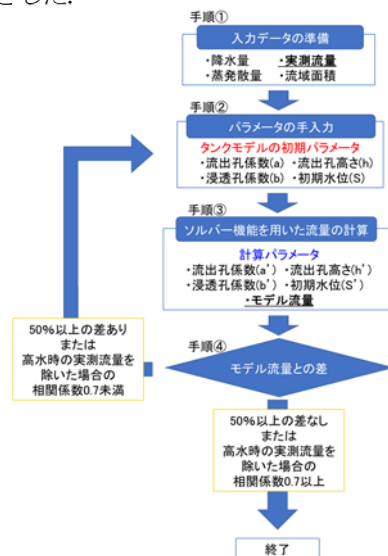 とした.
手順①
入力データの準備
・降水量 ・実測流量
・蒸発散量 ・流域面積
手順②
パラメータの手入力
タンクモデルの初期パラメータ
・流出孔係数(a) ・流出孔高さ(h)
・浸透孔係数(b) ・初期水位(S)
手順③
ソルバー機能を用いた流量の計算
計算パラメータ
・流出孔係数(a') ・流出孔高さ(h')
・浸透孔係数(b') ・初期水位(S')
・モデル流量
手順④
モデル流量との差
50%以上の差あり
または
高水時の実測流量を
除いた場合の
相関係数0.7未満
50%以上の差なし
または
高水時の実測流量を
除いた場合の
相関係数0.7以上
終了